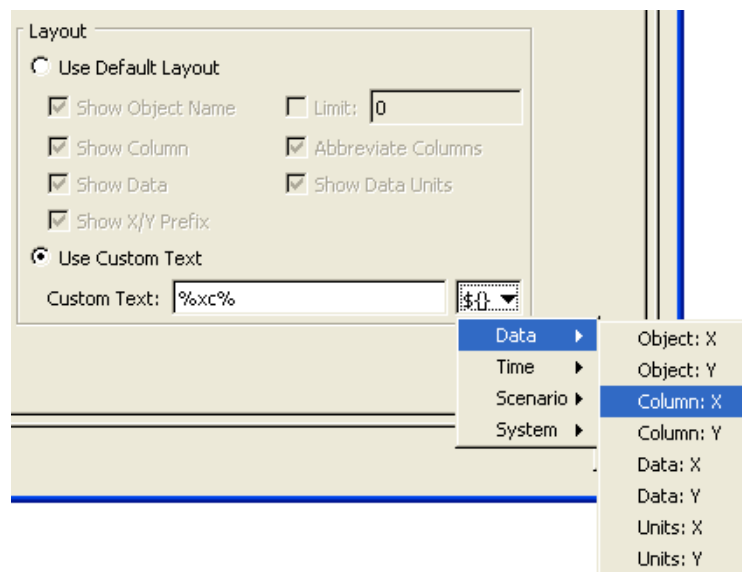 Layout
Use Default Layout
Show Object Name Limit: 0
Show Column Abbreviate Columns
Show Data Show Data Units
Show X/Y Prefix
Use Custom Text
Custom Text: %xc% ${}
Data Object: X
Time Object: Y
Scenario Column: X
System Column: Y
Data: X
Data: Y
Units: X
Units: Y